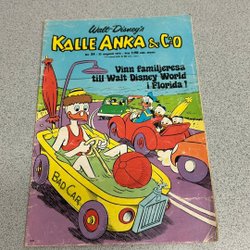 Walt Disney's
KALLE ANKA & C:O
Vinn familjeresa
till Walt Disney World
i Florida!
BAD CAR